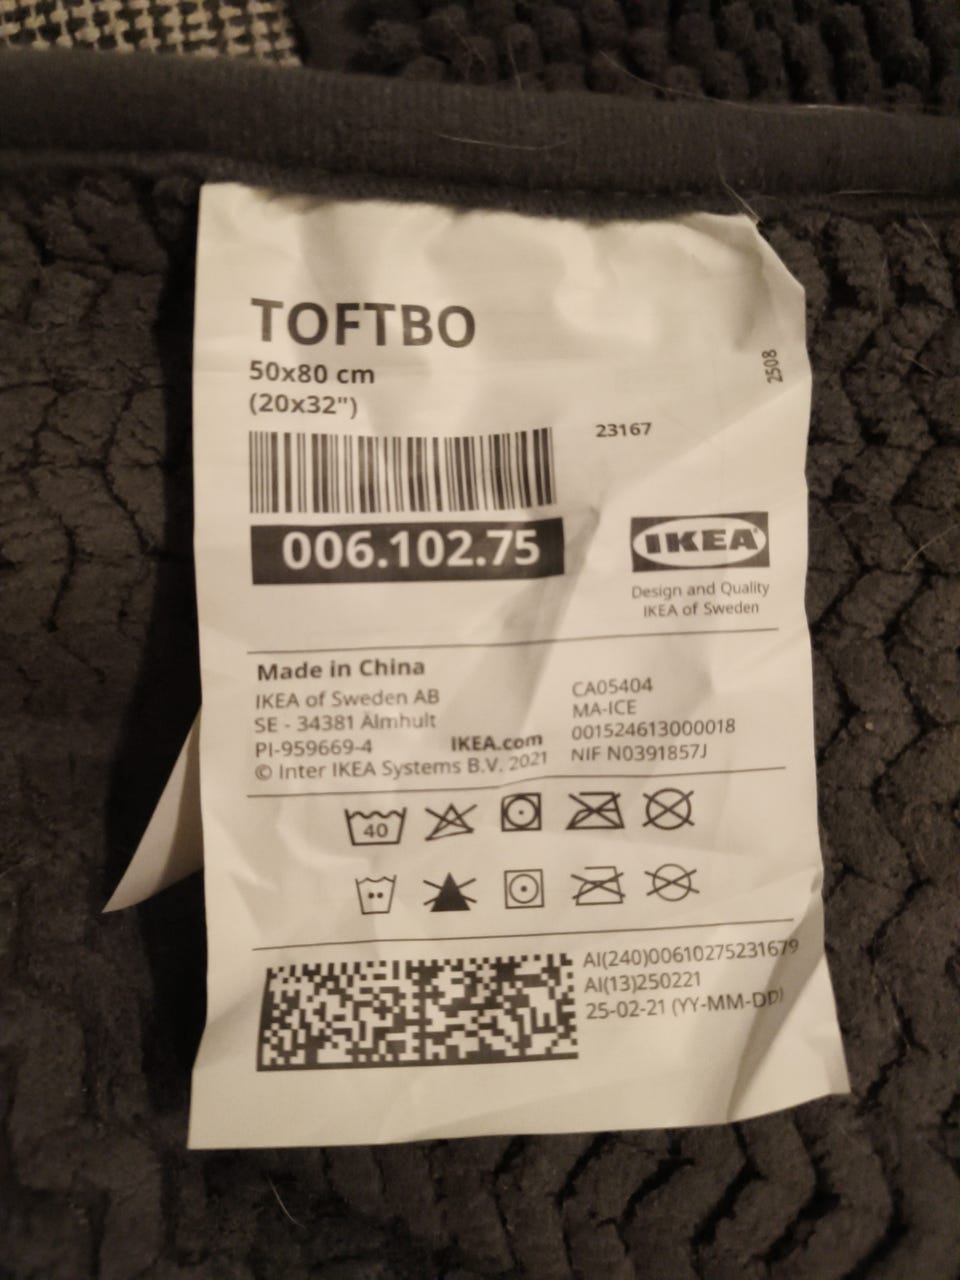 TOFTBO
50x80 cm
(20x32")
2508
23167
006.102.75
IKEA
Design and Quality
IKEA of Sweden
Made in China
IKEA of Sweden AB
SE - 34381 Älmhult
PI-959669-4
IKEA.com
© Inter IKEA Systems B.V. 2021
CA05404
MA-ICE
001524613000018
NIF N0391857J
40
AI(240)00610275231679
AI(13)250221
25-02-21 (YY-MM-DD)